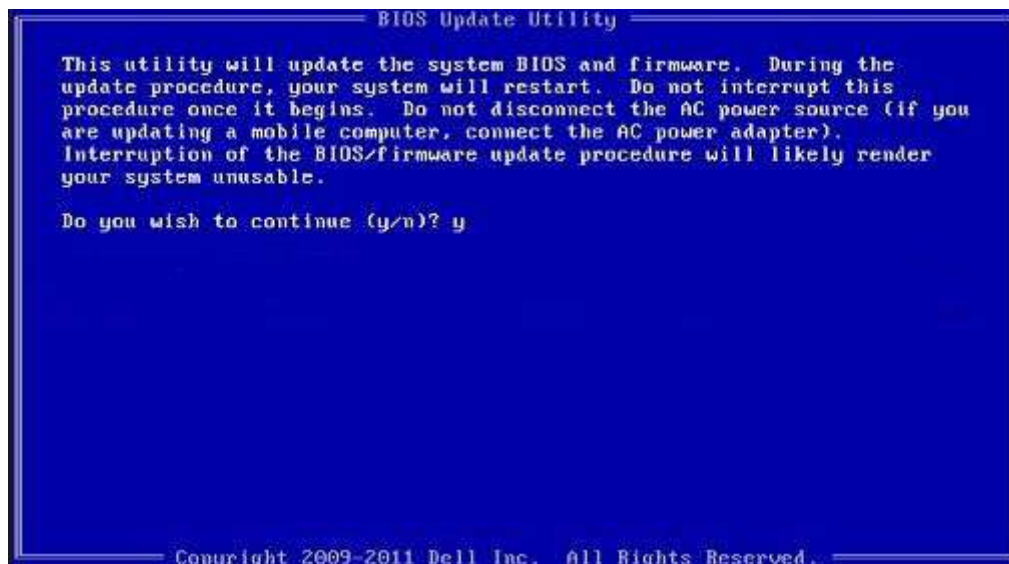 BIOS Update Utility
This utility will update the system BIOS and firmware. During the
update procedure, your system will restart. Do not interrupt this
procedure once it begins. Do not disconnect the AC power source (if you
are updating a mobile computer, connect the AC power adapter).
Interruption of the BIOS/firmware update procedure will likely render
your system unusable.
Do you wish to continue (y/n)? y
Copyright 2009-2011 Dell Inc. All Rights Reserved.